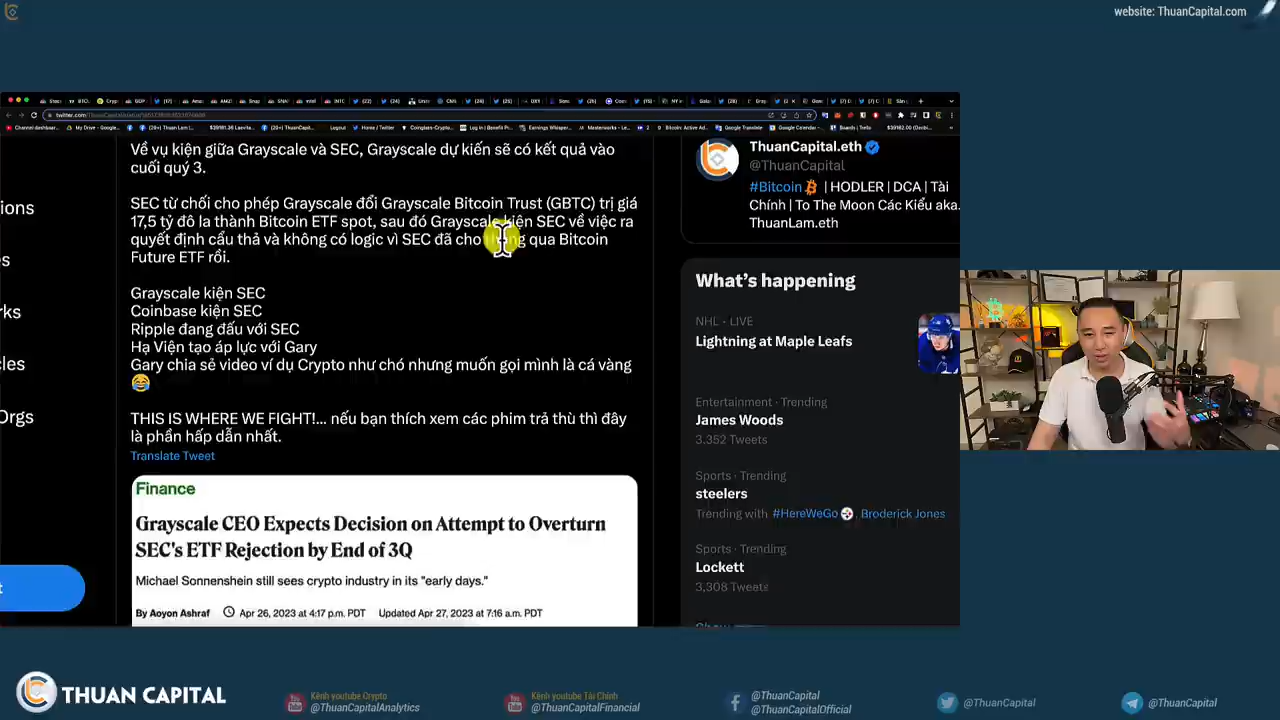 website: ThuanCapital.com
Về vụ kiện giữa Grayscale và SEC, Grayscale dự kiến sẽ có kết quả vào
cuối quý 3.
SEC từ chối cho phép Grayscale đổi Grayscale Bitcoin Trust (GBTC) trị giá
17,5 tỷ đô la thành Bitcoin ETF spot, sau đó Grayscale kiện SEC về việc ra
quyết định cẩu thả và không có logic vì SEC đã cho thông qua Bitcoin
Future ETF rồi.
Grayscale kiện SEC
Coinbase kiện SEC
Ripple đang đấu với SEC
Hạ Viện tạo áp lực với Gary
Gary chia sẻ video ví dụ Crypto như chó nhưng muốn gọi mình là cá vàng
😂
THIS IS WHERE WE FIGHT!... nếu bạn thích xem các phim trả thù thì đây
là phần hấp dẫn nhất.
Translate Tweet
Finance
Grayscale CEO Expects Decision on Attempt to Overturn
SEC's ETF Rejection by End of 3Q
Michael Sonnenshein still sees crypto industry in its "early days."
By Aoyon Ashraf Apr 26, 2023 at 4:17 p.m. PDT Updated Apr 27, 2023 at 7:16 a.m. PDT
ThuanCapital.eth
@ThuanCapital
#Bitcoin | HODLER | DCA | Tài
Chính | To The Moon Các Kiểu aka.
ThuanLam.eth
What's happening
NHL · LIVE
Lightning at Maple Leafs
Entertainment · Trending
James Woods
3,352 Tweets
Sports · Trending
steelers
Trending with #HereWeGo, Broderick Jones
Sports · Trending
Lockett
3,308 Tweets
THUAN CAPITAL
Kênh youtube Crypto
@ThuanCapitalAnalytics
Kênh youtube Tài Chính
@ThuanCapitalFinancial
@ThuanCapital
@ThuanCapitalOfficial
@ThuanCapital
@ThuanCapital